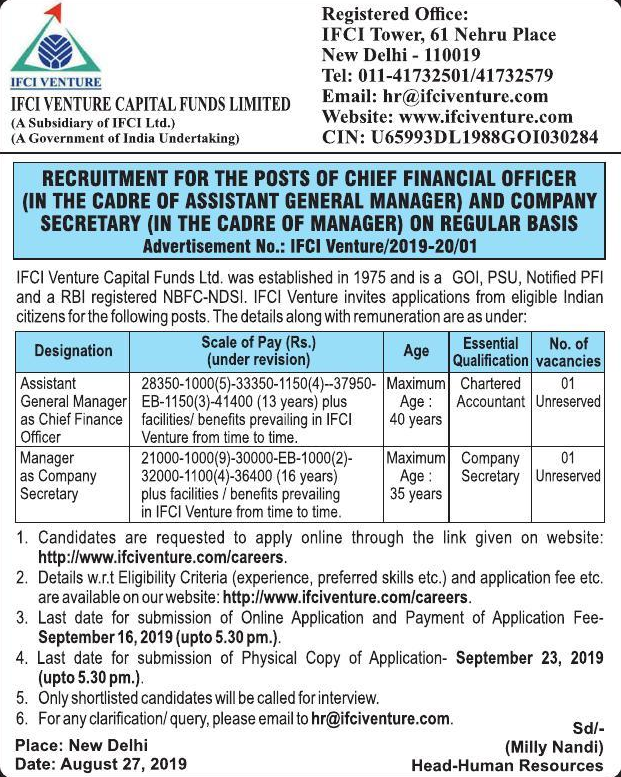 IFCI VENTURE
IFCI VENTURE CAPITAL FUNDS LIMITED
(A Subsidiary of IFCI Ltd.)
(A Government of India Undertaking)
Registered Office:
IFCI Tower, 61 Nehru Place
New Delhi - 110019
Tel: 011-41732501/41732579
Email: hr@ifciventure.com
Website: www.ifciventure.com
CIN: U65993DL1988GOI030284
RECRUITMENT FOR THE POSTS OF CHIEF FINANCIAL OFFICER
(IN THE CADRE OF ASSISTANT GENERAL MANAGER) AND COMPANY
SECRETARY (IN THE CADRE OF MANAGER) ON REGULAR BASIS
Advertisement No.: IFCI Venture/2019-20/01
IFCI Venture Capital Funds Ltd. was established in 1975 and is a GOI, PSU, Notified PFI
and a RBI registered NBFC-NDSI. IFCI Venture invites applications from eligible Indian
citizens for the following posts. The details along with remuneration are as under:
Designation
Scale of Pay (Rs.)
(under revision)
Age
Essential
Qualification
No. of
vacancies
Assistant
General Manager
as Chief Finance
Officer
28350-1000(5)-33350-1150(4)--37950-
EB-1150(3)-41400 (13 years) plus
facilities/ benefits prevailing in IFCI
Venture from time to time.
Maximum
Age :
40 years
Chartered
Accountant
01
Unreserved
Manager
as Company
Secretary
21000-1000(9)-30000-EB-1000(2)-
32000-1100(4)-36400 (16 years)
plus facilities / benefits prevailing
in IFCI Venture from time to time.
Maximum
Age :
35 years
Company
Secretary
01
Unreserved
1. Candidates are requested to apply online through the link given on website:
http://www.ifciventure.com/careers.
2. Details w.r.t Eligibility Criteria (experience, preferred skills etc.) and application fee etc.
are available on our website: http://www.ifciventure.com/careers.
3. Last date for submission of Online Application and Payment of Application Fee-
September 16, 2019 (upto 5.30 pm.).
4. Last date for submission of Physical Copy of Application- September 23, 2019
(upto 5.30 pm.).
5. Only shortlisted candidates will be called for interview.
6. For any clarification/ query, please email to hr@ifciventure.com.
Place: New Delhi
Date: August 27, 2019
Sd/-
(Milly Nandi)
Head-Human Resources